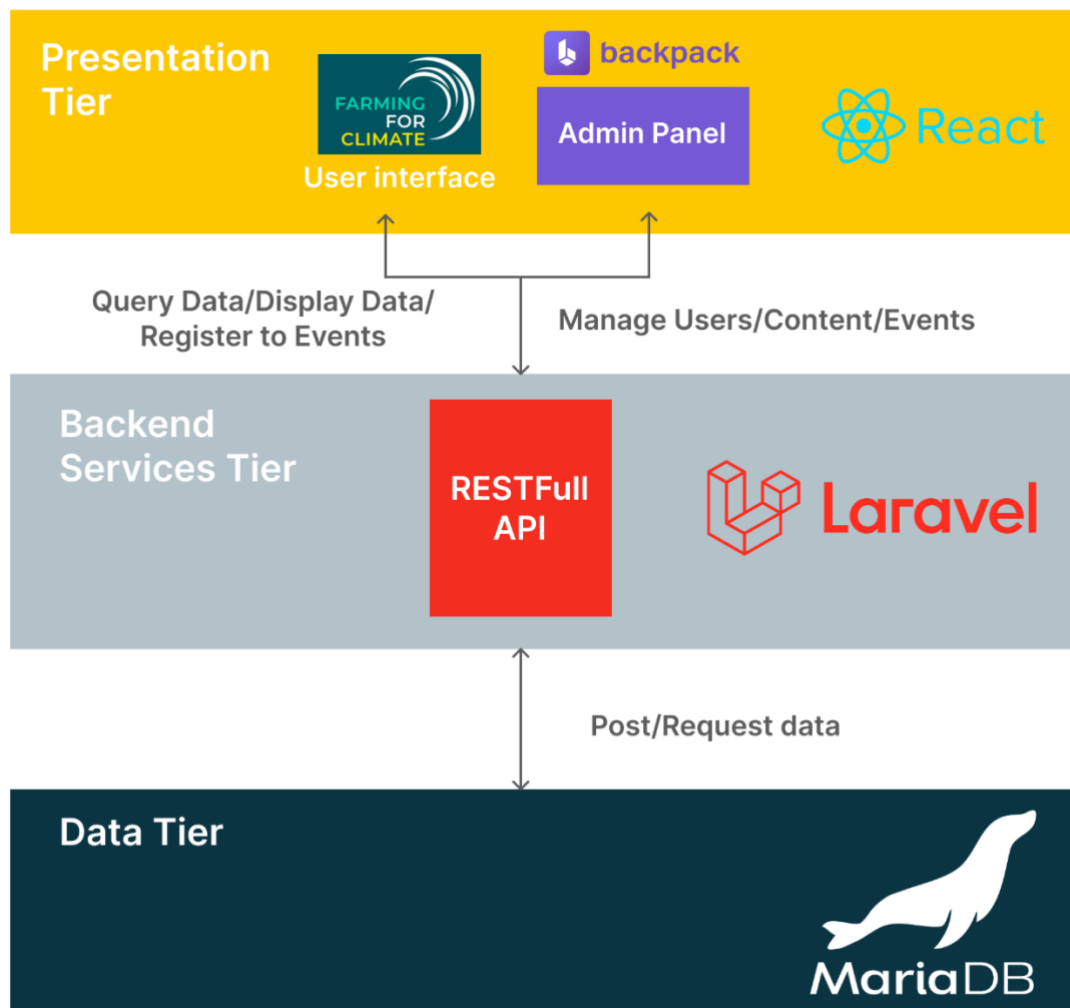 Presentation
Tier
FARMING
FOR
CLIMATE
User interface
backpack
Admin Panel
React
Query Data/Display Data/
Register to Events
Manage Users/Content/Events
Backend
Services Tier
RESTFull
API
Laravel
Post/Request data
Data Tier
MariaDB